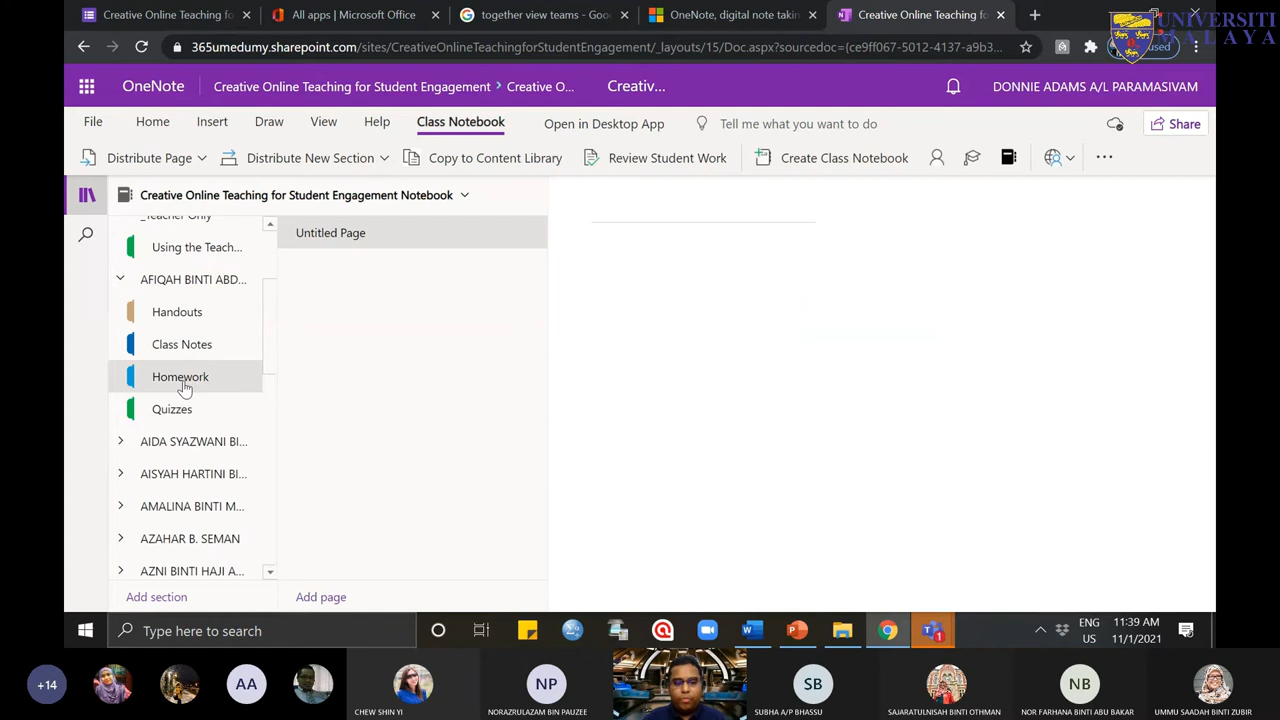 Creative Online Teaching for Stu
All apps | Microsoft Office
together view teams - Goo
OneNote, digital note takin
Creative Online Teaching for
UNIVERSITI
MALAYA
365umedumy.sharepoint.com/sites/CreativeOnlineTeachingforStudentEngagement/_layouts/15/Doc.aspx?sourcedoc={ce9ff067-5012-4137-a9b3...
OneNote
Creative Online Teaching for Student Engagement > Creative O...
Creativ...
DONNIE ADAMS A/L PARAMASIVAM
File
Home
Insert
Draw
View
Help
Class Notebook
Open in Desktop App
Tell me what you want to do
Share
Distribute Page
Distribute New Section
Copy to Content Library
Review Student Work
Create Class Notebook
Creative Online Teaching for Student Engagement Notebook
_Teacher Only
Untitled Page
Using the Teach...
AFIQAH BINTI ABD...
Handouts
Class Notes
Homework
Quizzes
AIDA SYAZWANI BI...
AISYAH HARTINI BI...
AMALINA BINTI M...
AZAHAR B. SEMAN
AZNI BINTI HAJI A...
Add section
Add page
Type here to search
1
ENG
US
11:39 AM
11/1/2021
+14
AA
CHEW SHIN YI
NP
NORAZRULAZAM BIN PAUZEE
SB
SUBHA A/P BHASSU
SAJARATULNISAH BINTI OTHMAN
NB
NOR FARHANA BINTI ABU BAKAR
UMMU SAADAH BINTI ZUBIR